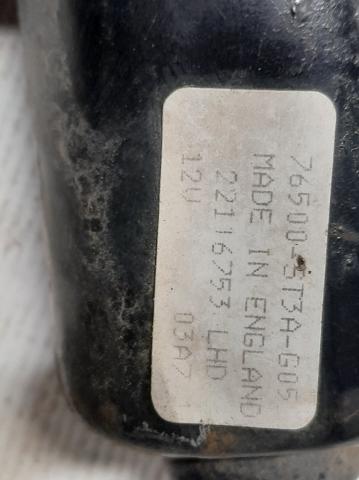 76500-ST3A-G05
MADE IN ENGLAND
22116753 LHD
12V 03A7